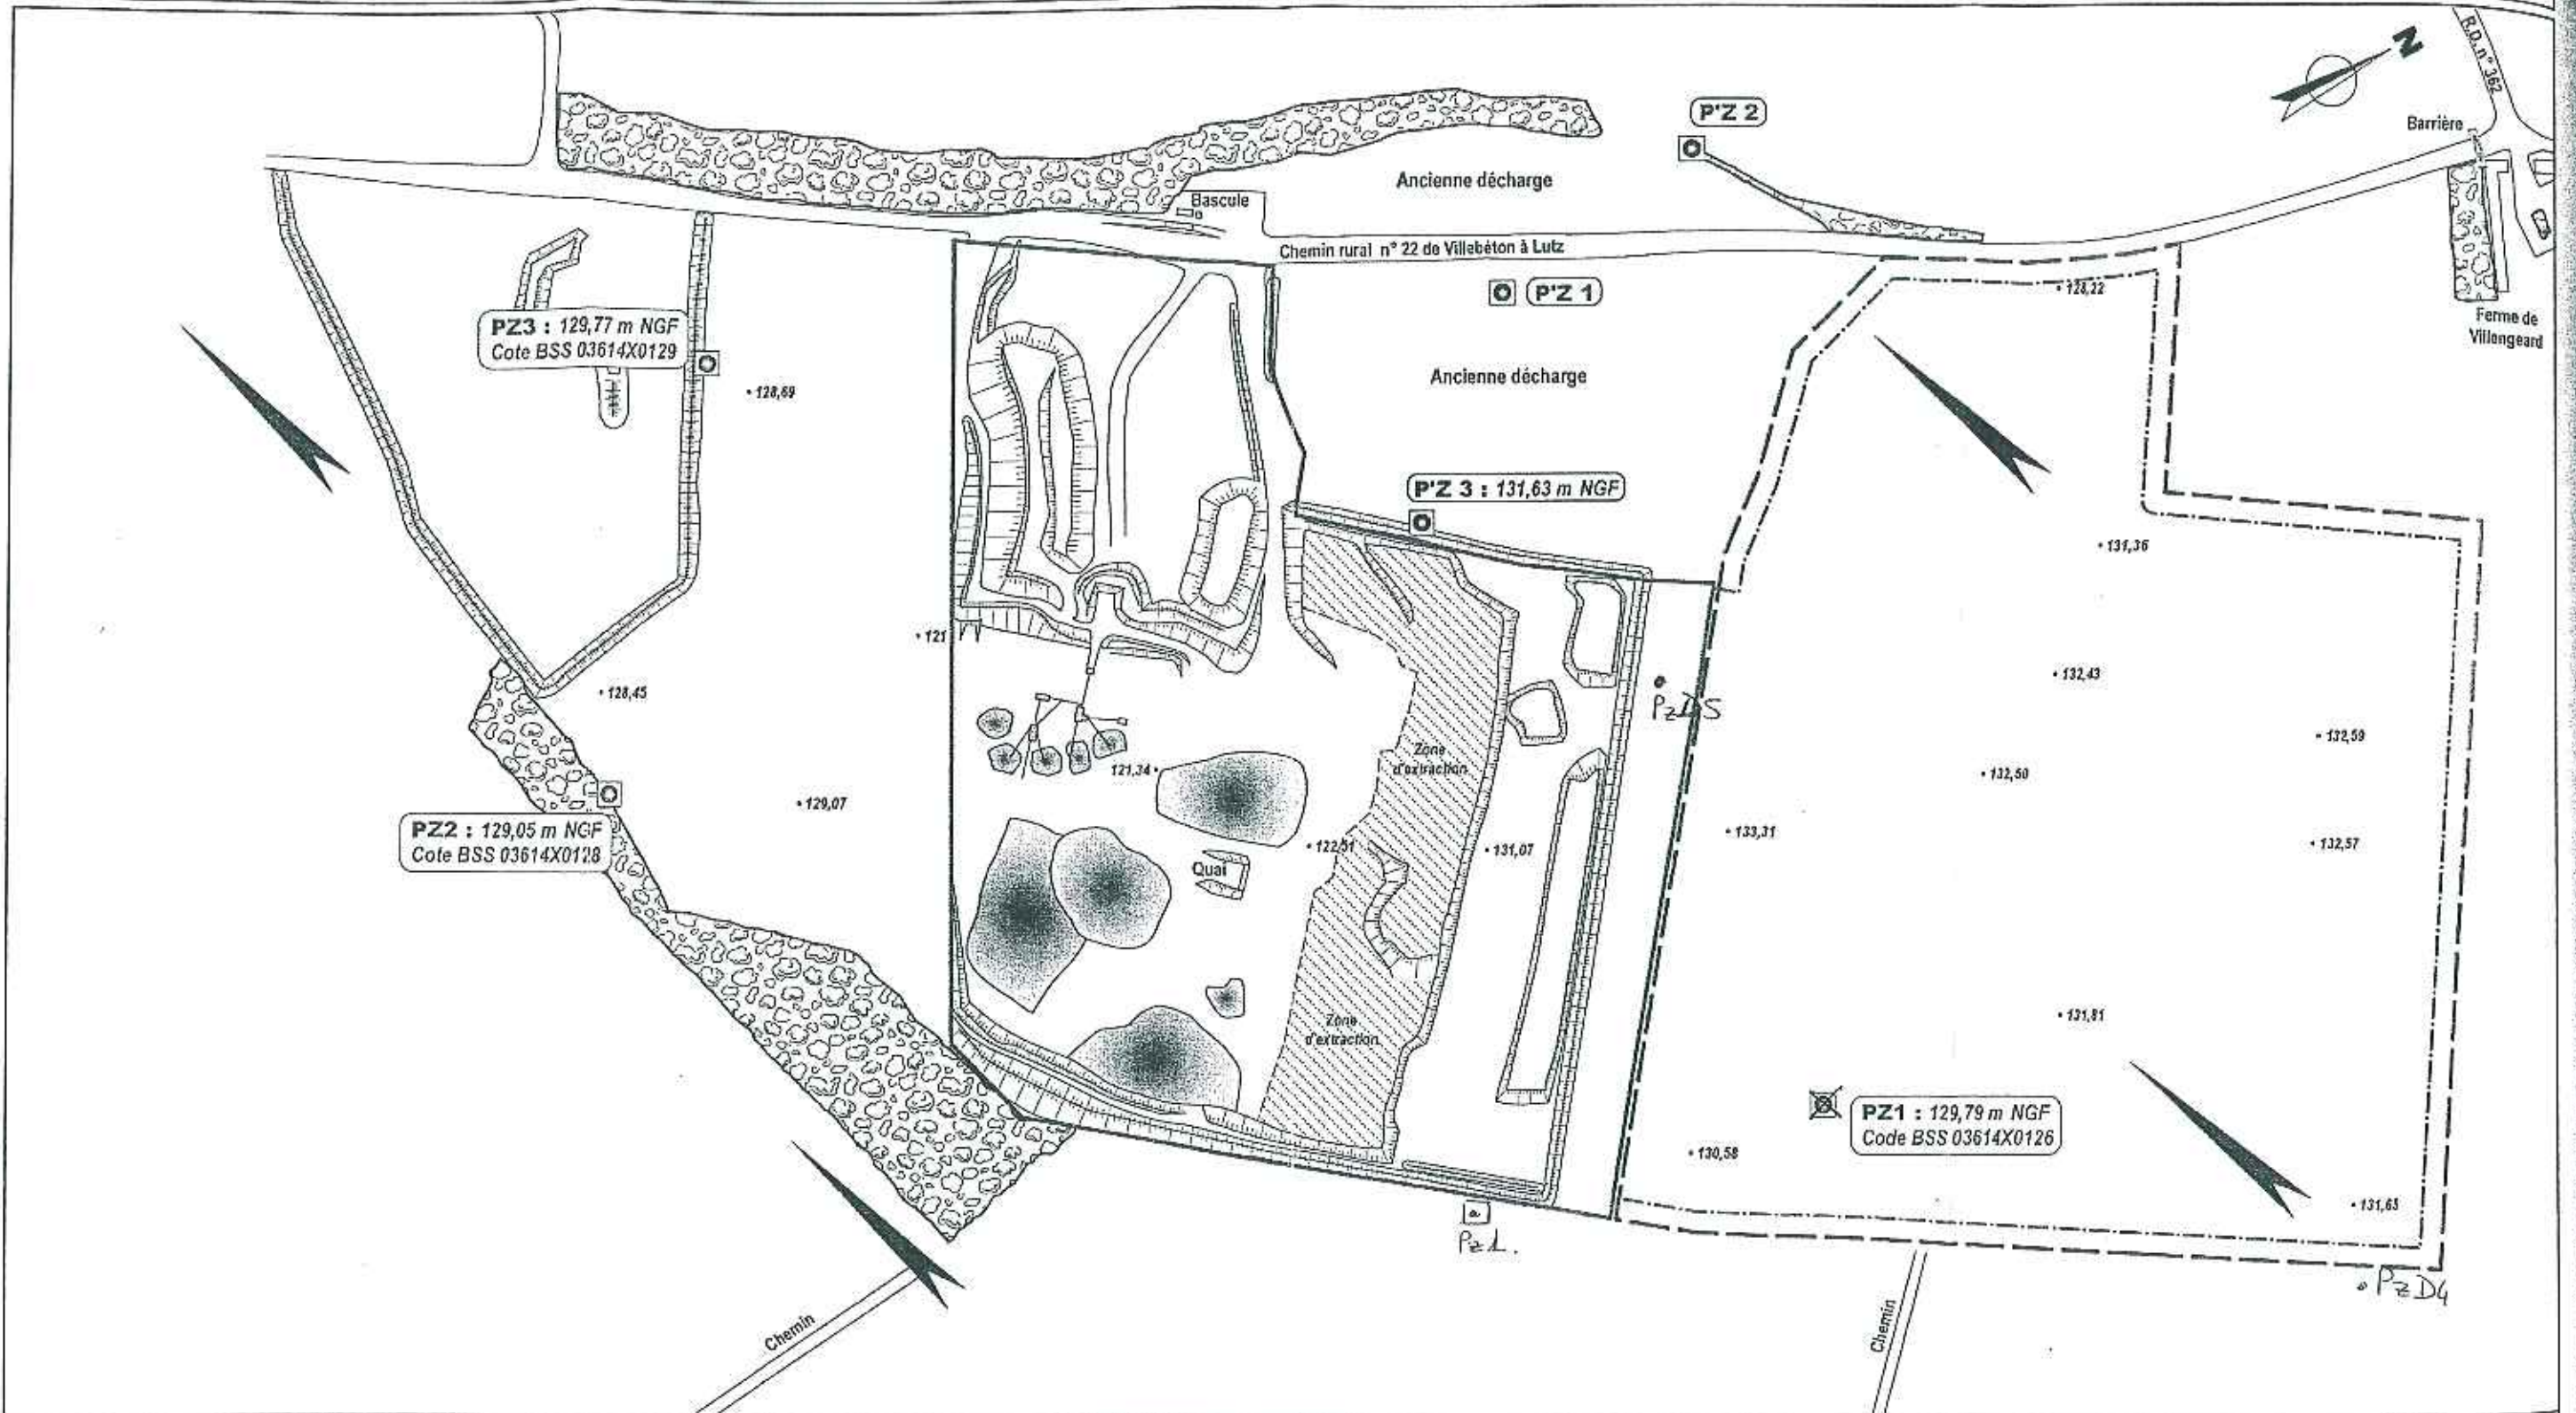 N
R.D. n° 362
Barrière
P'Z 2
Ancienne décharge
Bascule
Chemin rural n° 22 de Villebéton à Lutz
P'Z 1
128,22
Ferme de
Villengeard
PZ3 : 129,77 m NGF
Cote BSS 03614X0129
128,69
Ancienne décharge
P'Z 3 : 131,63 m NGF
131,36
121
128,45
132,43
PzD5
132,59
Zone
d'extraction
121,34
132,50
129,07
133,31
PZ2 : 129,05 m NGF
Cote BSS 03614X0128
122,51
131,07
132,57
Quai
131,81
Zone
d'extraction
PZ1 : 129,79 m NGF
Code BSS 03614X0126
130,58
131,65
Pz1.
PzD4
Chemin
Chemin